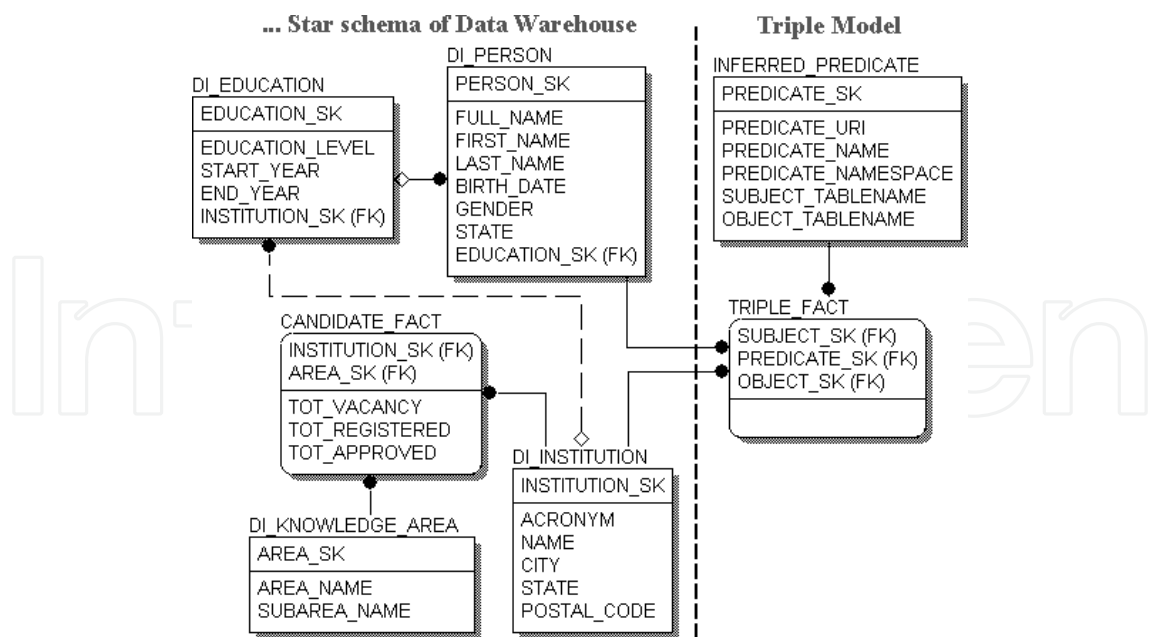 ... Star schema of Data Warehouse
Triple Model
DI_PERSON
PERSON_SK
FULL_NAME
FIRST_NAME
LAST_NAME
BIRTH_DATE
GENDER
STATE
EDUCATION_SK (FK)
DI_EDUCATION
EDUCATION_SK
EDUCATION_LEVEL
START_YEAR
END_YEAR
INSTITUTION_SK (FK)
INFERRED_PREDICATE
PREDICATE_SK
PREDICATE_URI
PREDICATE_NAME
PREDICATE_NAMESPACE
SUBJECT_TABLENAME
OBJECT_TABLENAME
CANDIDATE_FACT
INSTITUTION_SK (FK)
AREA_SK (FK)
TOT_VACANCY
TOT_REGISTERED
TOT_APPROVED
TRIPLE_FACT
SUBJECT_SK (FK)
PREDICATE_SK (FK)
OBJECT_SK (FK)
DI_KNOWLEDGE_AREA
AREA_SK
AREA_NAME
SUBAREA_NAME
DI_INSTITUTION
INSTITUTION_SK
ACRONYM
NAME
CITY
STATE
POSTAL_CODE